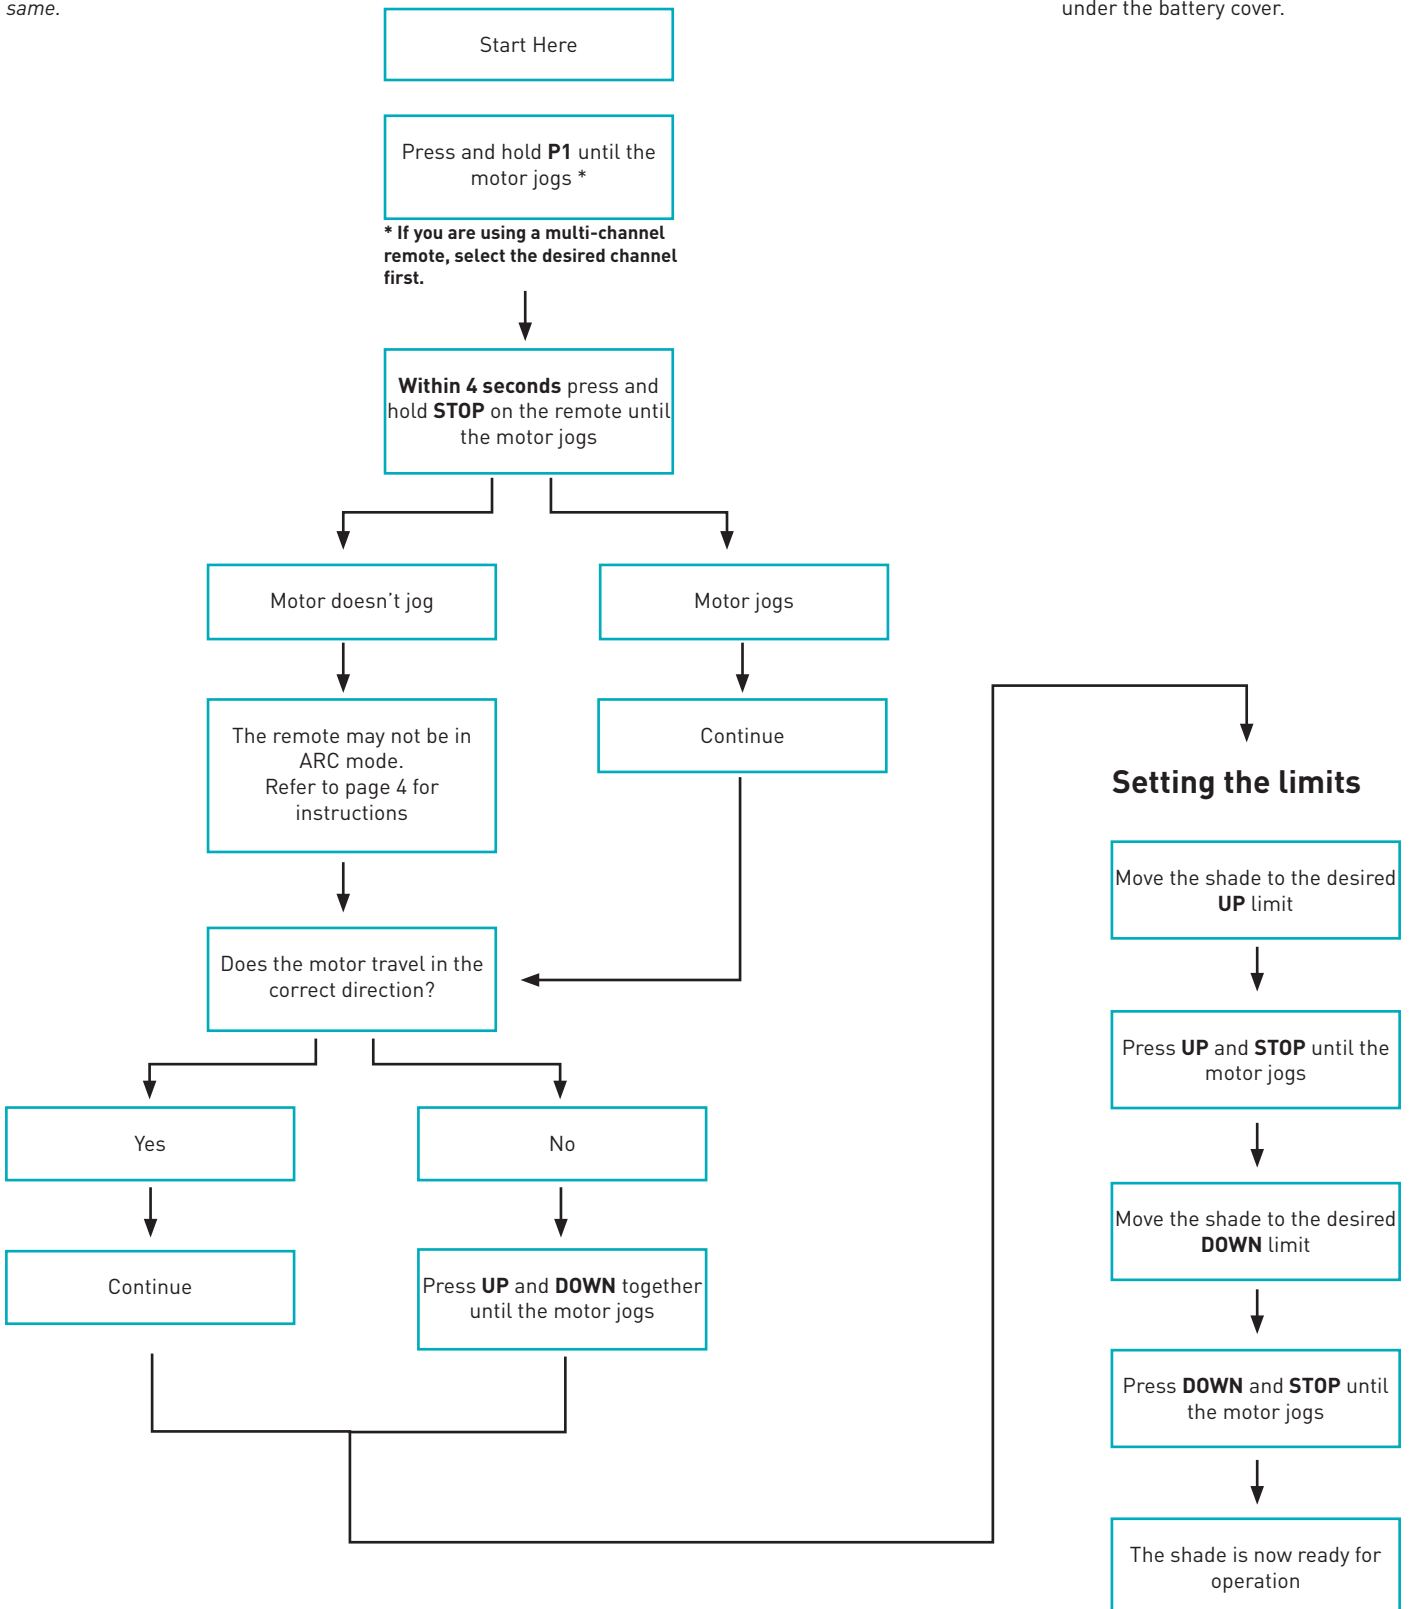 same.
under the battery cover.
Start Here
Press and hold P1 until the
motor jogs *
* If you are using a multi-channel
remote, select the desired channel
first.
Within 4 seconds press and
hold STOP on the remote until
the motor jogs
Motor doesn't jog
Motor jogs
The remote may not be in
ARC mode.
Refer to page 4 for
instructions
Continue
Does the motor travel in the
correct direction?
Yes
No
Continue
Press UP and DOWN together
until the motor jogs
Setting the limits
Move the shade to the desired
UP limit
Press UP and STOP until the
motor jogs
Move the shade to the desired
DOWN limit
Press DOWN and STOP until
the motor jogs
The shade is now ready for
operation